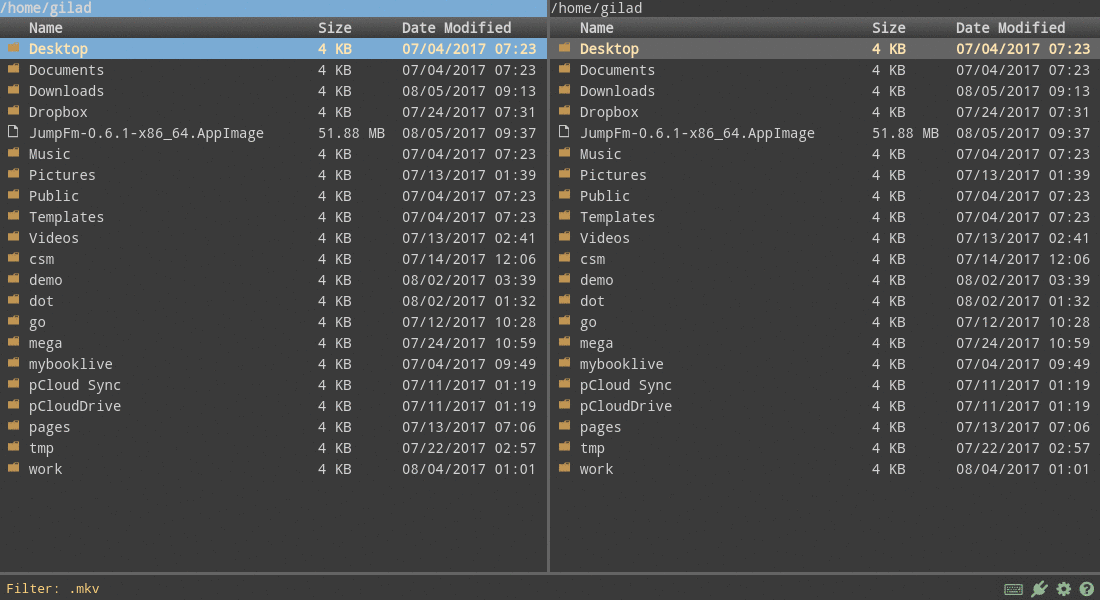 /home/gilad
Name Size Date Modified
Desktop 4 KB 07/04/2017 07:23
Documents 4 KB 07/04/2017 07:23
Downloads 4 KB 08/05/2017 09:13
Dropbox 4 KB 07/24/2017 07:31
JumpFm-0.6.1-x86_64.AppImage 51.88 MB 08/05/2017 09:37
Music 4 KB 07/04/2017 07:23
Pictures 4 KB 07/13/2017 01:39
Public 4 KB 07/04/2017 07:23
Templates 4 KB 07/04/2017 07:23
Videos 4 KB 07/13/2017 02:41
csm 4 KB 07/14/2017 12:06
demo 4 KB 08/02/2017 03:39
dot 4 KB 08/02/2017 01:32
go 4 KB 07/12/2017 10:28
mega 4 KB 07/24/2017 10:59
mybooklive 4 KB 07/04/2017 09:49
pCloud Sync 4 KB 07/11/2017 01:19
pCloudDrive 4 KB 07/11/2017 01:19
pages 4 KB 07/13/2017 07:06
tmp 4 KB 07/22/2017 02:57
work 4 KB 08/04/2017 01:01
/home/gilad
Name Size Date Modified
Desktop 4 KB 07/04/2017 07:23
Documents 4 KB 07/04/2017 07:23
Downloads 4 KB 08/05/2017 09:13
Dropbox 4 KB 07/24/2017 07:31
JumpFm-0.6.1-x86_64.AppImage 51.88 MB 08/05/2017 09:37
Music 4 KB 07/04/2017 07:23
Pictures 4 KB 07/13/2017 01:39
Public 4 KB 07/04/2017 07:23
Templates 4 KB 07/04/2017 07:23
Videos 4 KB 07/13/2017 02:41
csm 4 KB 07/14/2017 12:06
demo 4 KB 08/02/2017 03:39
dot 4 KB 08/02/2017 01:32
go 4 KB 07/12/2017 10:28
mega 4 KB 07/24/2017 10:59
mybooklive 4 KB 07/04/2017 09:49
pCloud Sync 4 KB 07/11/2017 01:19
pCloudDrive 4 KB 07/11/2017 01:19
pages 4 KB 07/13/2017 07:06
tmp 4 KB 07/22/2017 02:57
work 4 KB 08/04/2017 01:01
Filter: .mkv